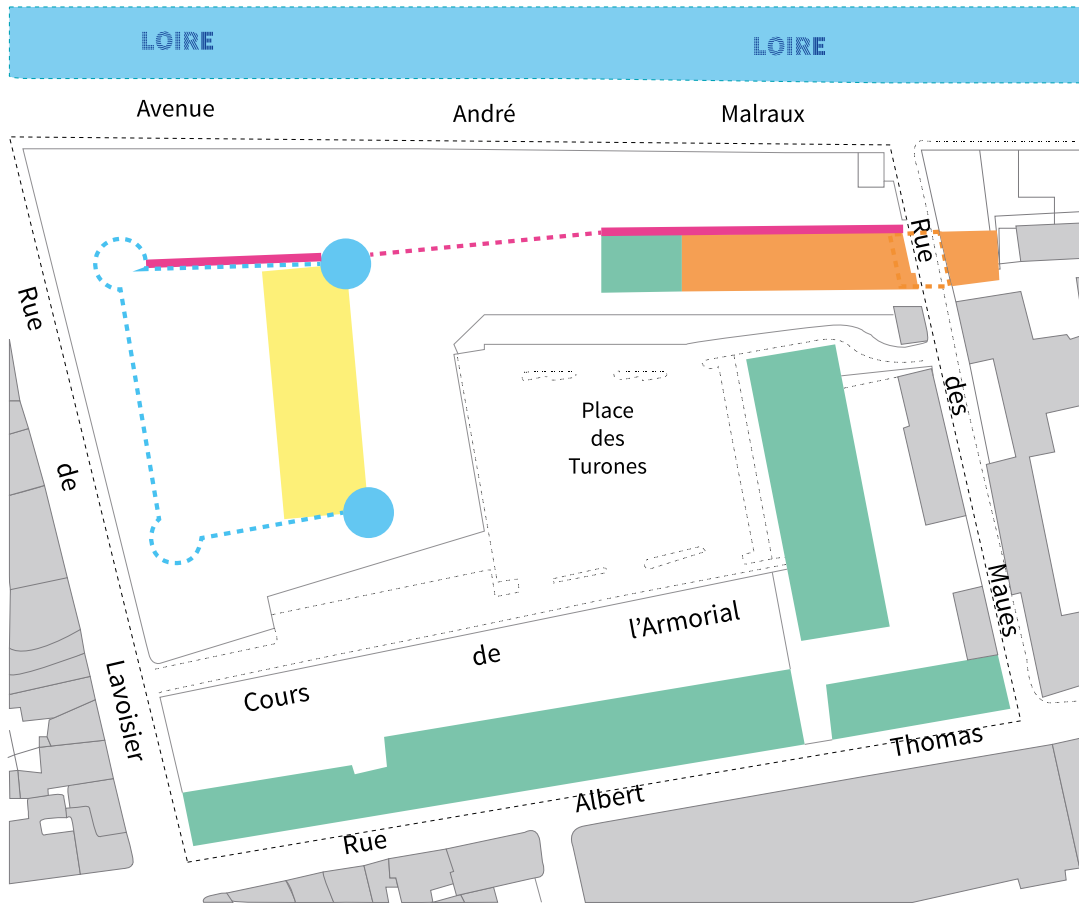 LOIRE
LOIRE
Avenue André Malraux
Rue
de
Lavoisier
Rue
des
Maues
Place
des
Turones
Cours de l'Armorial
Rue Albert Thomas